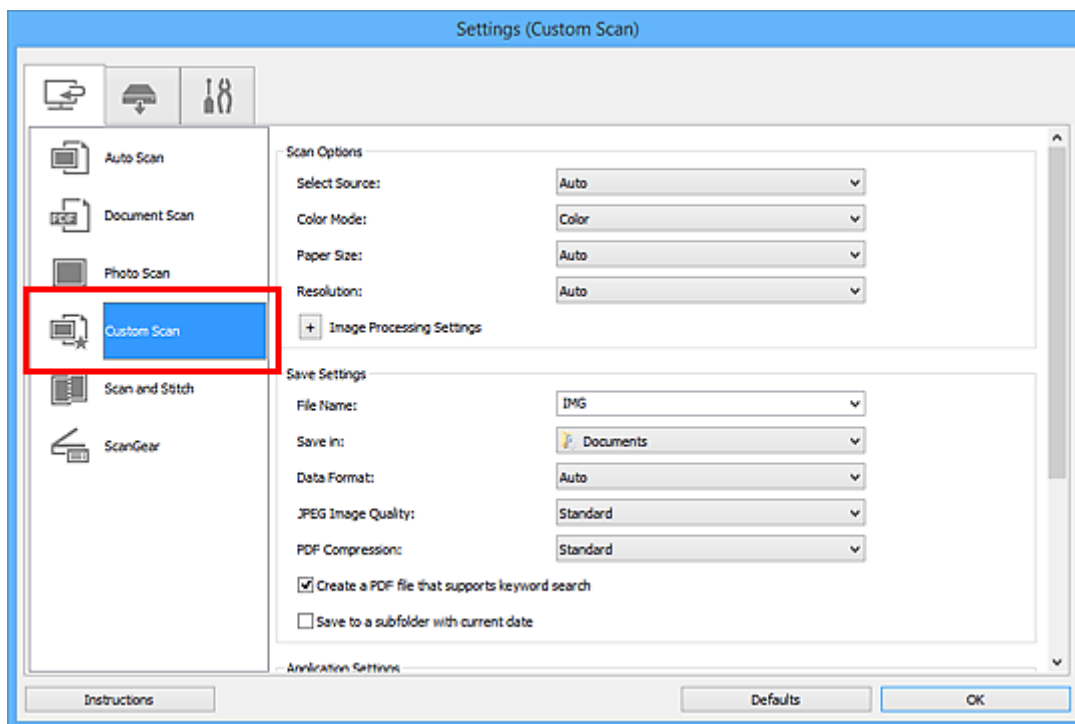 Settings (Custom Scan)
Auto Scan
PDF
Document Scan
Photo Scan
Custom Scan
Scan and Stitch
ScanGear
Scan Options
Select Source: Auto
Color Mode: Color
Paper Size: Auto
Resolution: Auto
+ Image Processing Settings
Save Settings
File Name: IMG
Save in: Documents
Data Format: Auto
JPEG Image Quality: Standard
PDF Compression: Standard
Create a PDF file that supports keyword search
Save to a subfolder with current date
Application Settings
Instructions Defaults OK